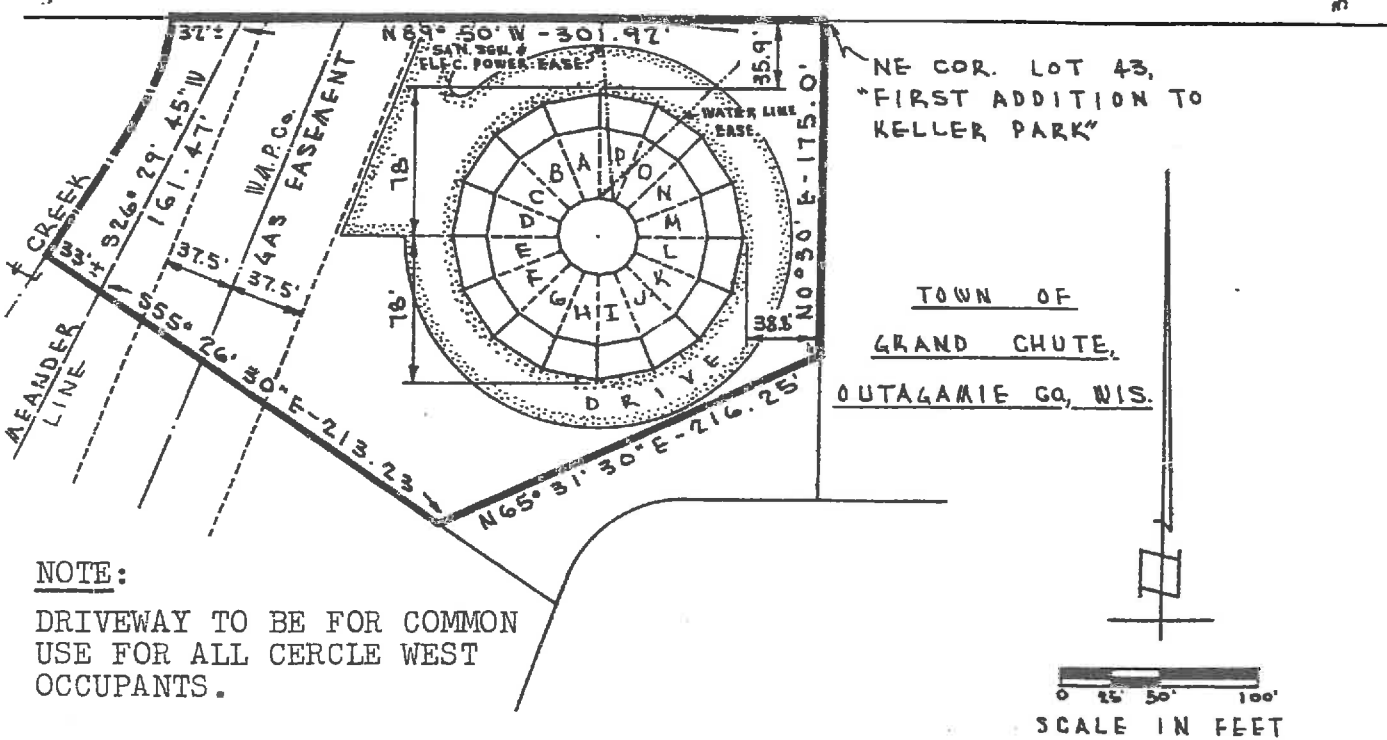 37'±
N89° 50' W - 301.92'
SAN. SEW. &
ELEC. POWER EASE.
35.9'
NE COR. LOT 43,
"FIRST ADDITION TO
KELLER PARK"
WATER LINE
EASE.
N0°30' E-175.0'
S26° 29' 45" W
161.47'
W.M.P.Co.
GAS EASEMENT
CREEK
33'±
37.5'
37.5'
MEANDER
LINE
78'
78'
A
B
C
D
E
F
G
H
I
J
K
L
M
N
O
P
38.8'
DRIVE
S55° 26' 30" E-213.23
N65° 31' 30" E-216.25'
TOWN OF
GRAND CHUTE,
OUTAGAMIE CO, WIS.
NOTE:
DRIVEWAY TO BE FOR COMMON
USE FOR ALL CERCLE WEST
OCCUPANTS.
0 25' 50' 100'
SCALE IN FEET